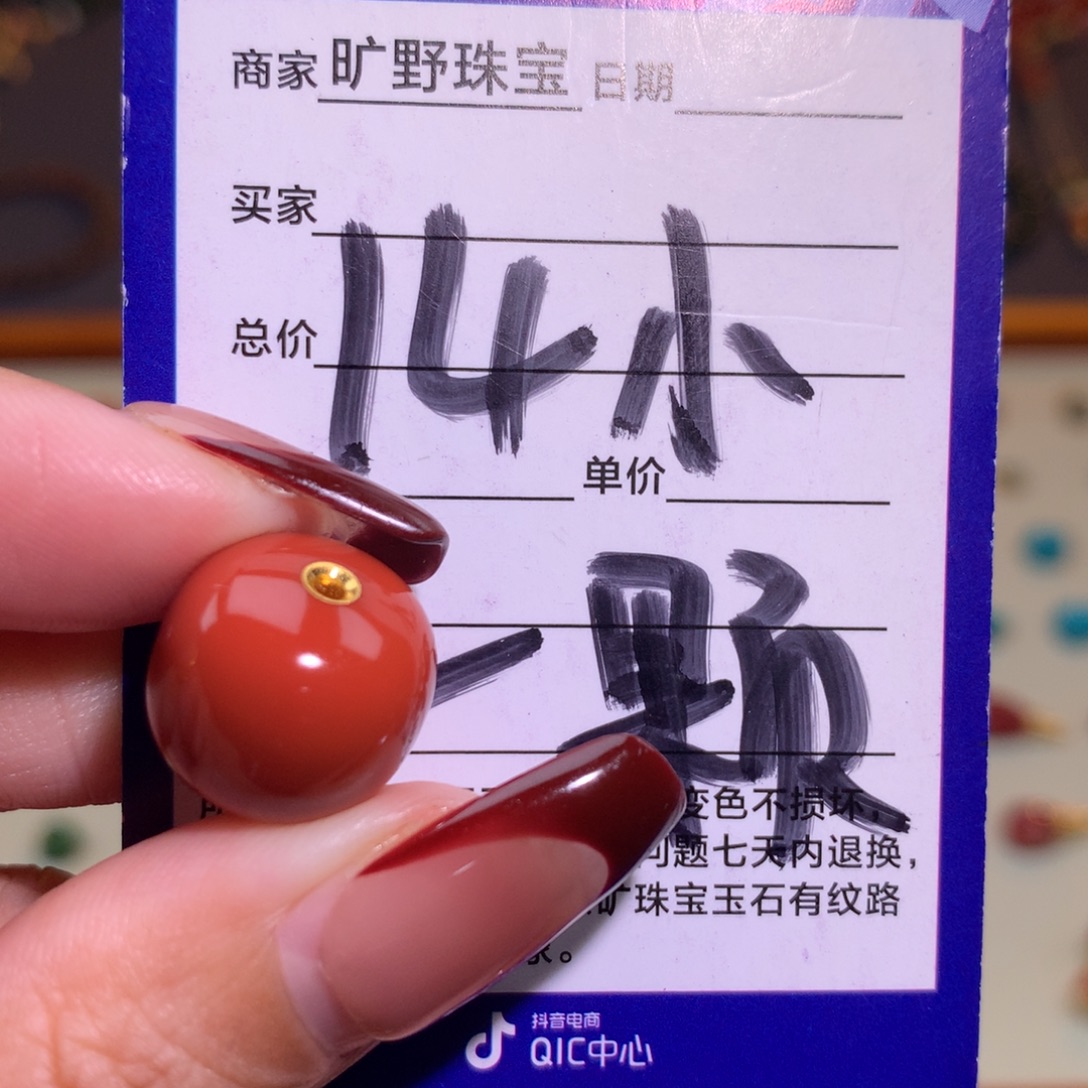 商家旷野珠宝 日期
买家
14小
总价
单价
一颗
变色不损坏，
问题七天内退换，
旷珠宝玉石有纹路
家。
抖音电商
QIC中心